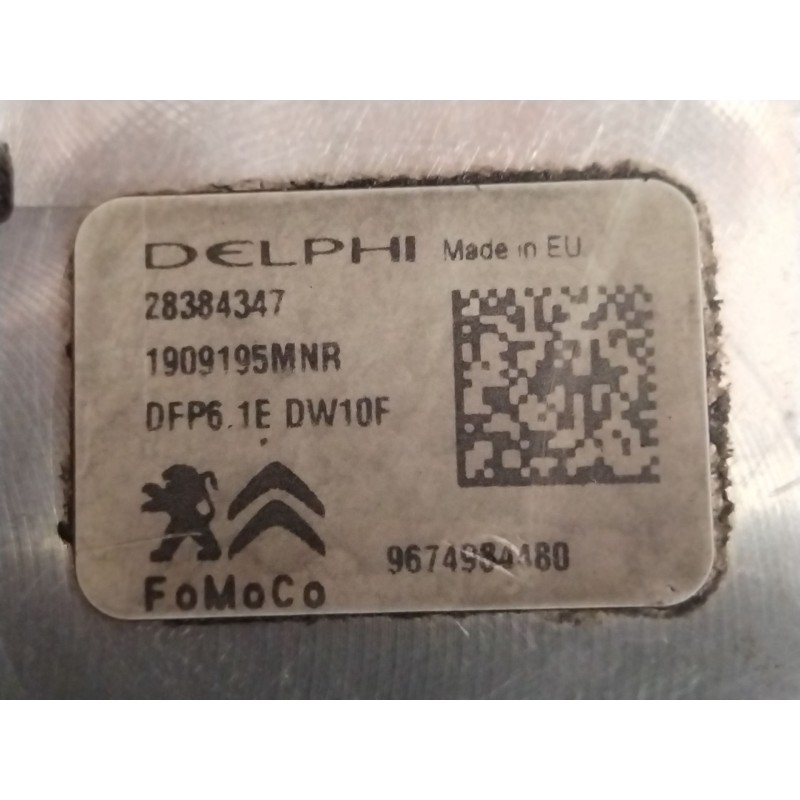 DELPHI Made in EU
28384347
1909195MNR
DFP6.1E DW10F
FoMoCo
9674984480